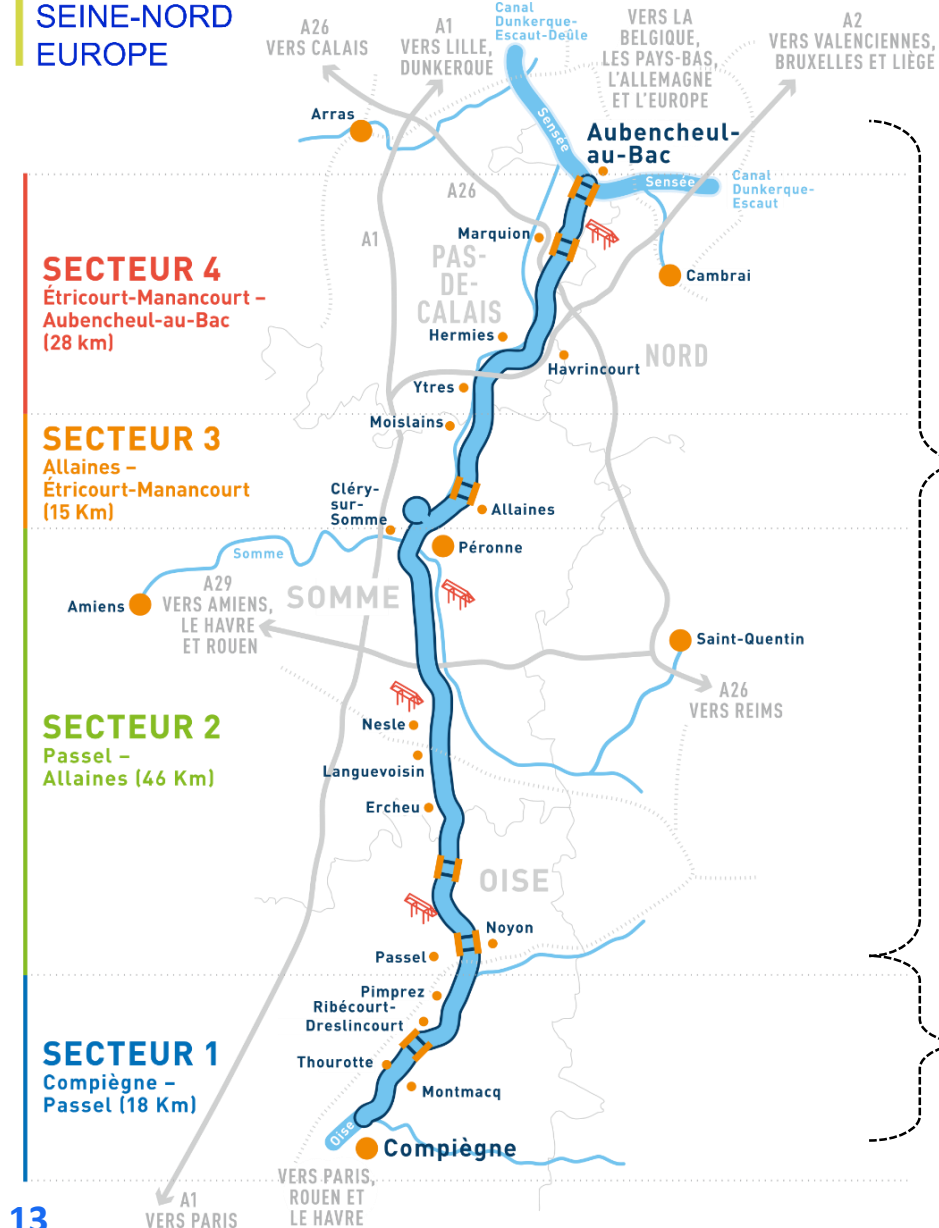 SEINE-NORD
EUROPE
A26
VERS CALAIS
A1
VERS LILLE,
DUNKERQUE
Canal
Dunkerque-
Escaut-Deûle
VERS LA
BELGIQUE,
LES PAYS-BAS,
L'ALLEMAGNE
ET L'EUROPE
A2
VERS VALENCIENNES,
BRUXELLES ET LIÈGE
Arras
Sensée
Aubencheul-
au-Bac
Sensée
Canal
Dunkerque-
Escaut
A26
A1
Marquion
PAS-
DE-
CALAIS
Cambrai
SECTEUR 4
Étricourt-Manancourt –
Aubencheul-au-Bac
(28 km)
Hermies
Havrincourt
NORD
Ytres
Moislains
SECTEUR 3
Allaines –
Étricourt-Manancourt
(15 Km)
Cléry-
sur-
Somme
Allaines
Péronne
Somme
Amiens
A29
VERS AMIENS,
LE HAVRE
ET ROUEN
SOMME
Saint-Quentin
A26
VERS REIMS
SECTEUR 2
Passel –
Allaines (46 Km)
Nesle
Languevoisin
Ercheu
OISE
Noyon
Passel
Pimprez
Ribécourt-
Dreslincourt
SECTEUR 1
Compiègne –
Passel (18 Km)
Thourotte
Montmacq
Oise
Compiègne
VERS PARIS,
ROUEN ET
LE HAVRE
A1
VERS PARIS
13